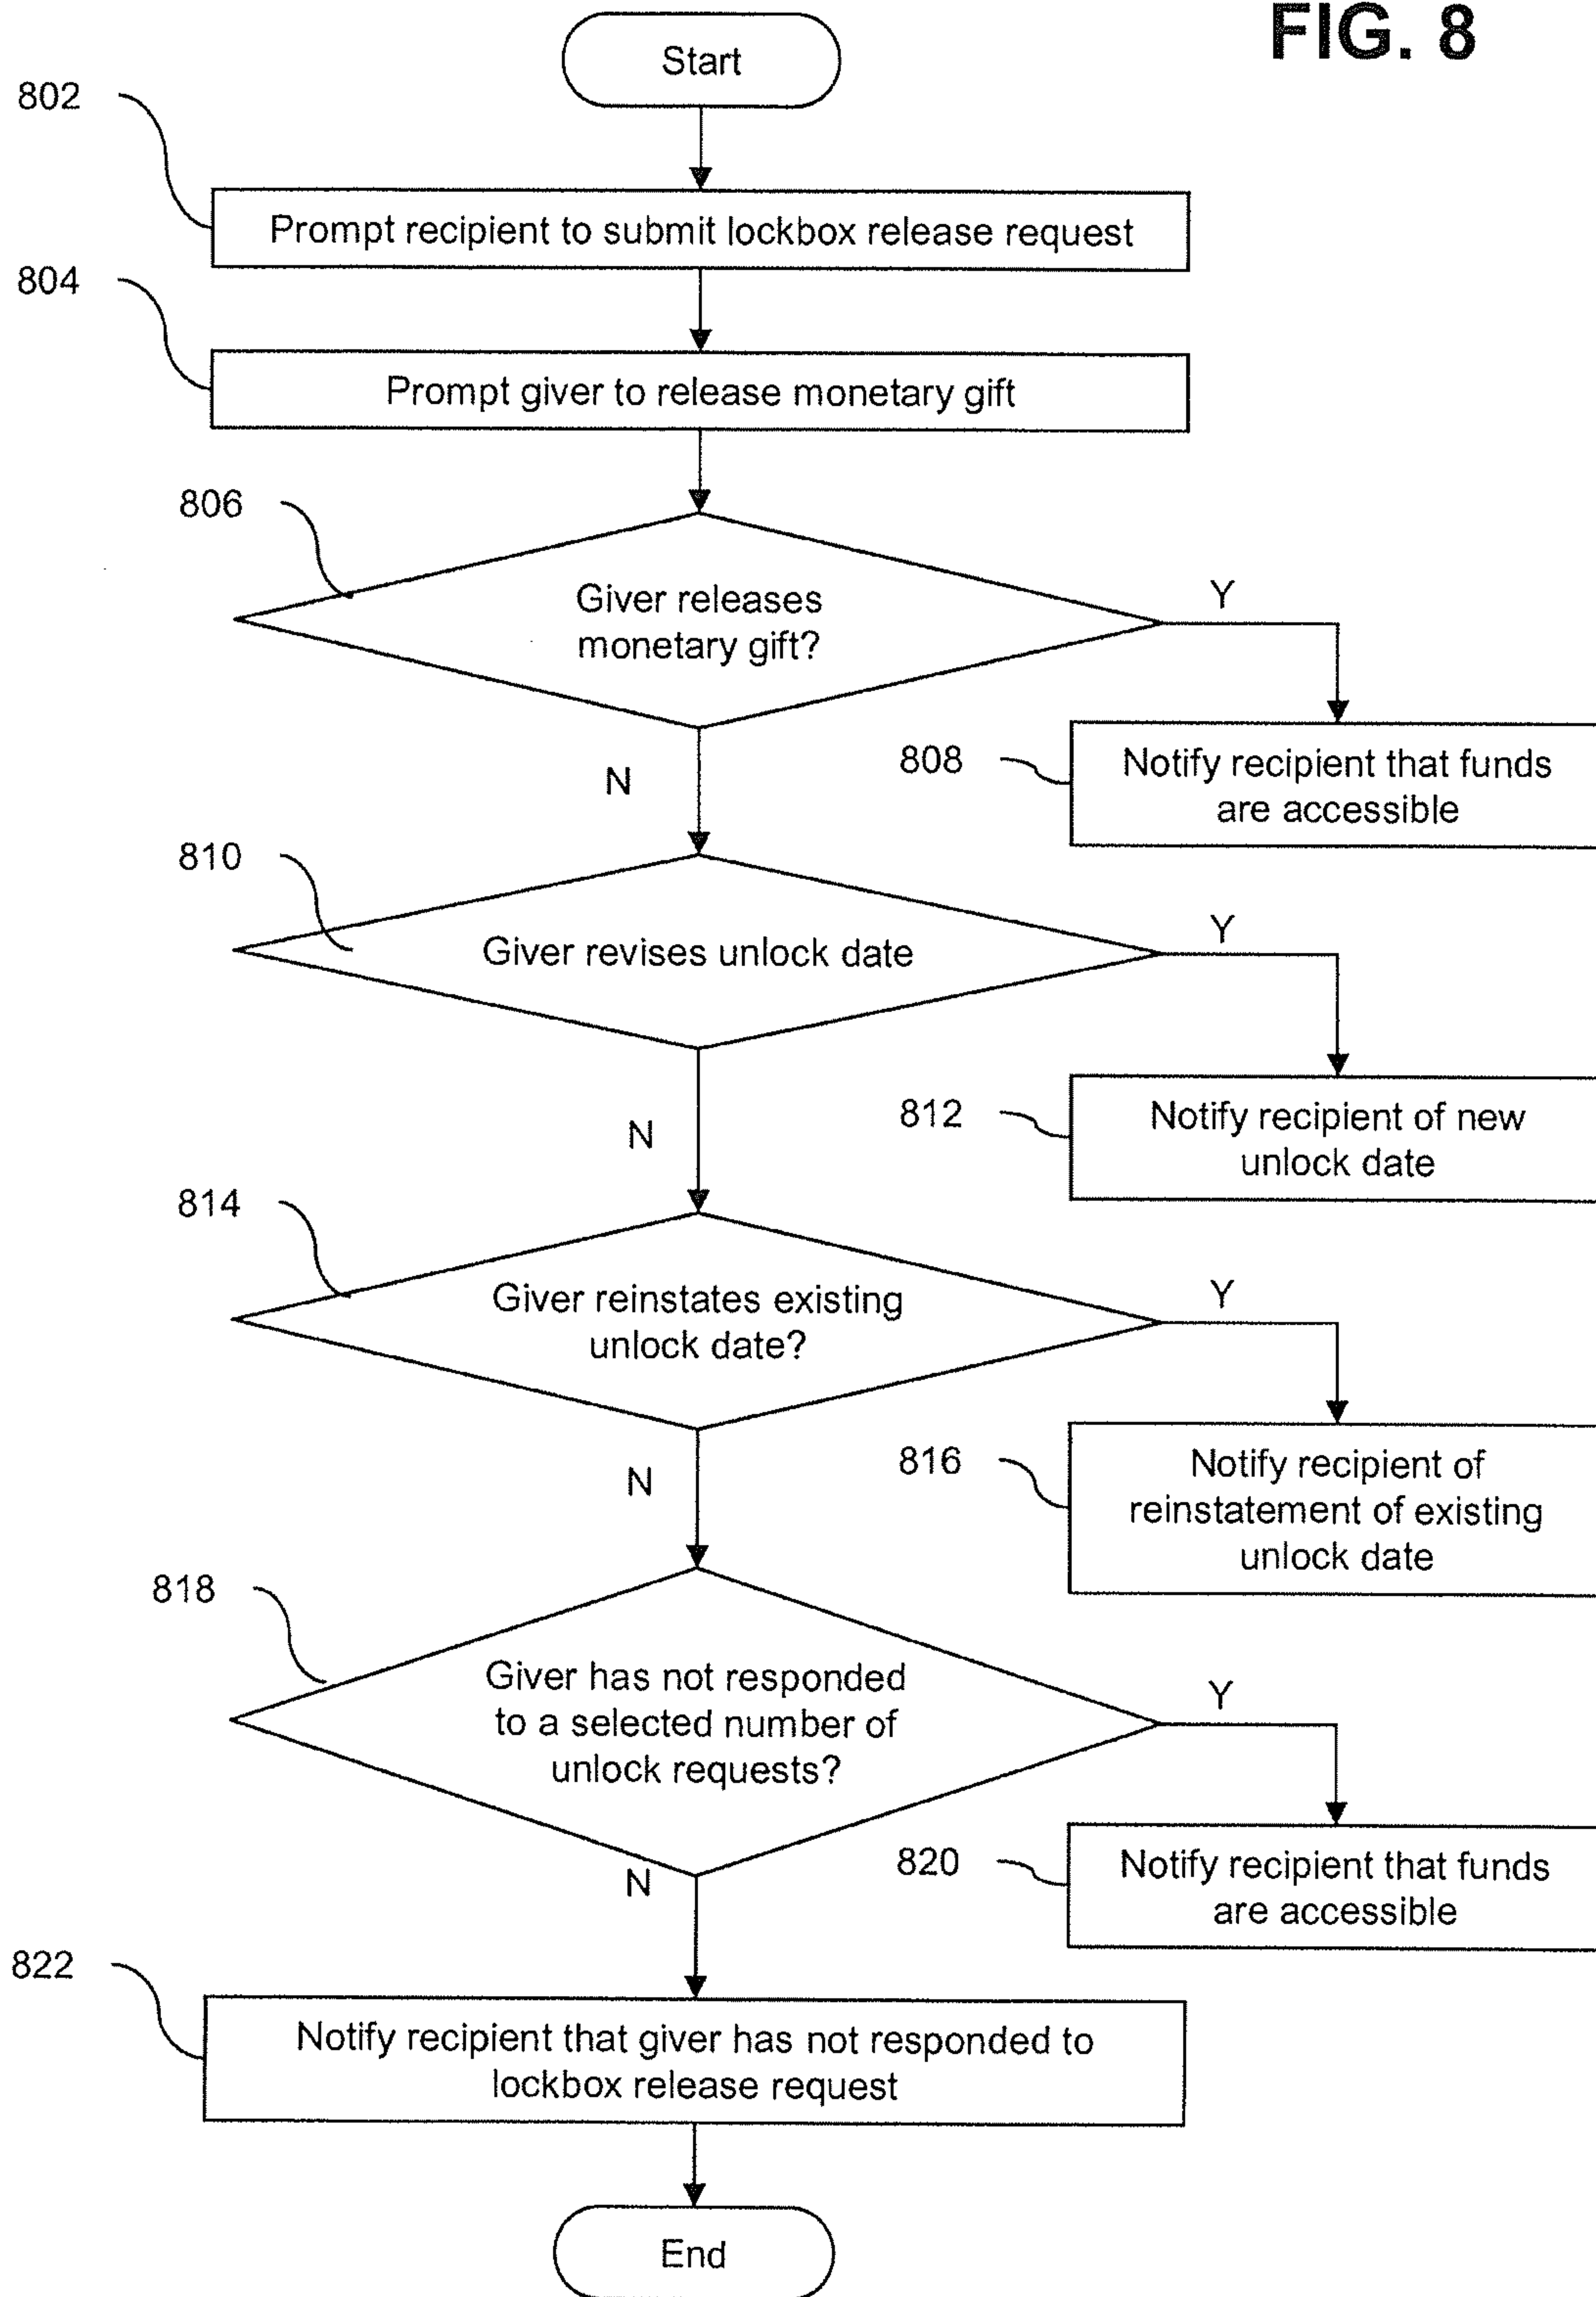 FIG. 8
Start
802
Prompt recipient to submit lockbox release request
804
Prompt giver to release monetary gift
806
Giver releases
monetary gift?
Y
N
808
Notify recipient that funds
are accessible
810
Giver revises unlock date
Y
N
812
Notify recipient of new
unlock date
814
Giver reinstates existing
unlock date?
Y
N
816
Notify recipient of
reinstatement of existing
unlock date
818
Giver has not responded
to a selected number of
unlock requests?
Y
N
820
Notify recipient that funds
are accessible
822
Notify recipient that giver has not responded to
lockbox release request
End